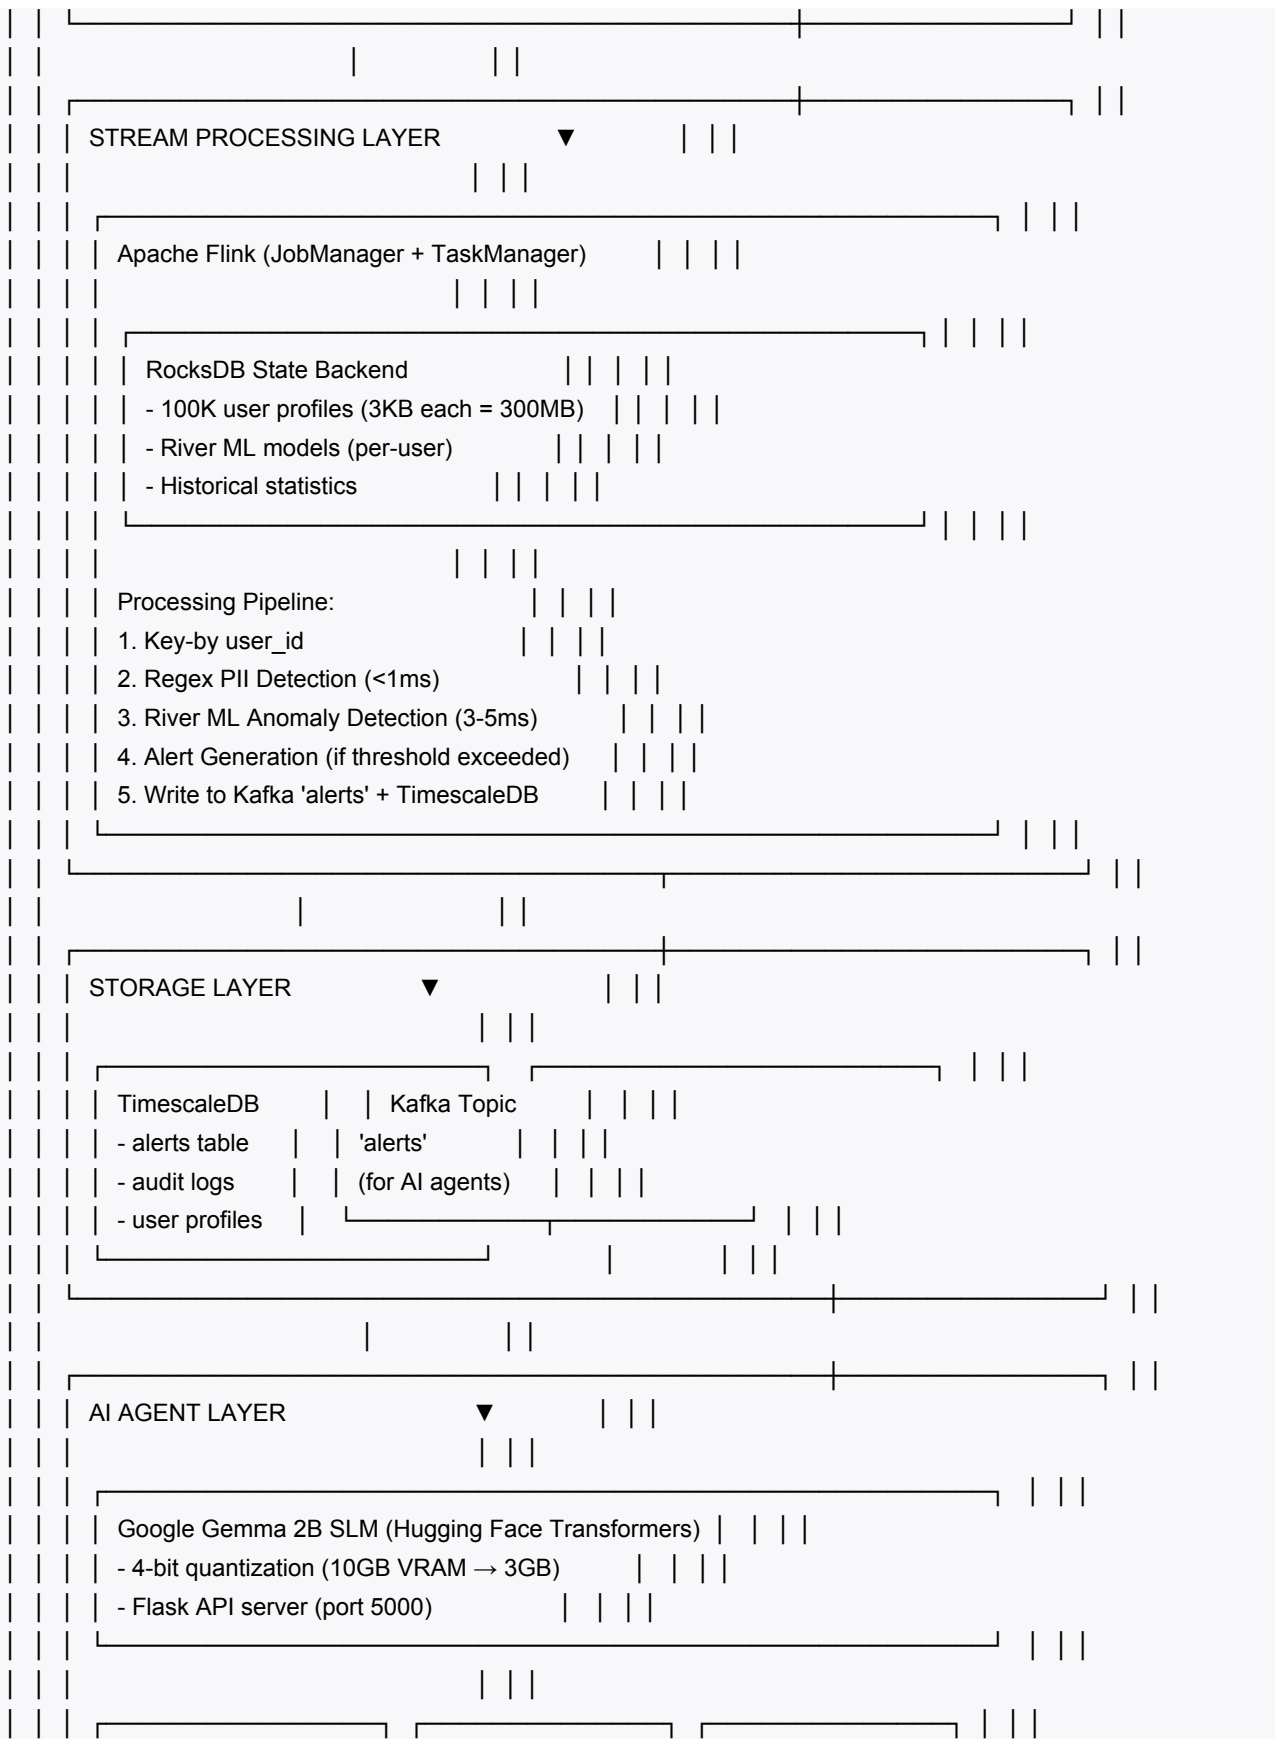 STREAM PROCESSING LAYER ▼
Apache Flink (JobManager + TaskManager)
RocksDB State Backend
- 100K user profiles (3KB each = 300MB)
- River ML models (per-user)
- Historical statistics
Processing Pipeline:
1. Key-by user_id
2. Regex PII Detection (<1ms)
3. River ML Anomaly Detection (3-5ms)
4. Alert Generation (if threshold exceeded)
5. Write to Kafka 'alerts' + TimescaleDB
STORAGE LAYER ▼
TimescaleDB │ │ Kafka Topic
- alerts table │ │ 'alerts'
- audit logs │ │ (for AI agents)
- user profiles
AI AGENT LAYER ▼
Google Gemma 2B SLM (Hugging Face Transformers)
- 4-bit quantization (10GB VRAM → 3GB)
- Flask API server (port 5000)